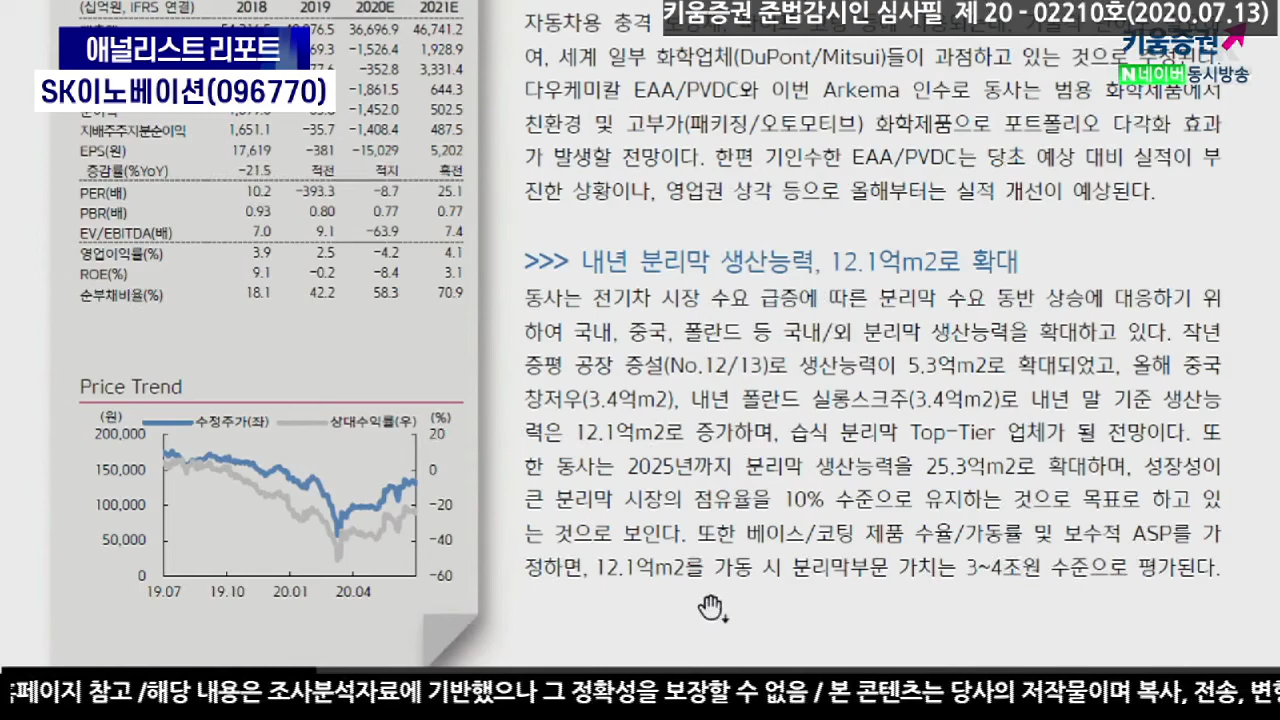 키움증권 준법감시인 심사필 제 20 - 02210호(2020.07.13)
키움증권
N네이버 동시방송
애널리스트 리포트
SK이노베이션(096770)
(십억원, IFRS 연결) 2018 2019 2020E 2021E
36,696.9 46,741.2
-1,526.4 1,928.9
-352.8 3,331.4
-1,861.5 644.3
-1,452.0 502.5
지배주주지분순이익 1,651.1 -35.7 -1,408.4 487.5
EPS(원) 17,619 -381 -15,029 5,202
증감률(%YoY) -21.5 적전 적지 흑전
PER(배) 10.2 -393.3 -8.7 25.1
PBR(배) 0.93 0.80 0.77 0.77
EV/EBITDA(배) 7.0 9.1 -63.9 7.4
영업이익률(%) 3.9 2.5 -4.2 4.1
ROE(%) 9.1 -0.2 -8.4 3.1
순부채비율(%) 18.1 42.2 58.3 70.9
Price Trend
(원) 수정주가(좌) 상대수익률(우) (%)
200,000 20
150,000 0
100,000 -20
50,000 -40
0 -60
19.07 19.10 20.01 20.04
자동차용 충격
여, 세계 일부 화학업체(DuPont/Mitsui)들이 과점하고 있는 것으로 추정된다.
다우케미칼 EAA/PVDC와 이번 Arkema 인수로 동사는 범용 화학제품에서
친환경 및 고부가(패키징/오토모티브) 화학제품으로 포트폴리오 다각화 효과
가 발생할 전망이다. 한편 기인수한 EAA/PVDC는 당초 예상 대비 실적이 부
진한 상황이나, 영업권 상각 등으로 올해부터는 실적 개선이 예상된다.
>>> 내년 분리막 생산능력, 12.1억m2로 확대
동사는 전기차 시장 수요 급증에 따른 분리막 수요 동반 상승에 대응하기 위
하여 국내, 중국, 폴란드 등 국내/외 분리막 생산능력을 확대하고 있다. 작년
증평 공장 증설(No.12/13)로 생산능력이 5.3억m2로 확대되었고, 올해 중국
창저우(3.4억m2), 내년 폴란드 실롱스크주(3.4억m2)로 내년 말 기준 생산능
력은 12.1억m2로 증가하며, 습식 분리막 Top-Tier 업체가 될 전망이다. 또
한 동사는 2025년까지 분리막 생산능력을 25.3억m2로 확대하며, 성장성이
큰 분리막 시장의 점유율을 10% 수준으로 유지하는 것으로 목표로 하고 있
는 것으로 보인다. 또한 베이스/코팅 제품 수율/가동률 및 보수적 ASP를 가
정하면, 12.1억m2를 가동 시 분리막부문 가치는 3~4조원 수준으로 평가된다.
홈페이지 참고 /해당 내용은 조사분석자료에 기반했으나 그 정확성을 보장할 수 없음 / 본 콘텐츠는 당사의 저작물이며 복사, 전송, 변형